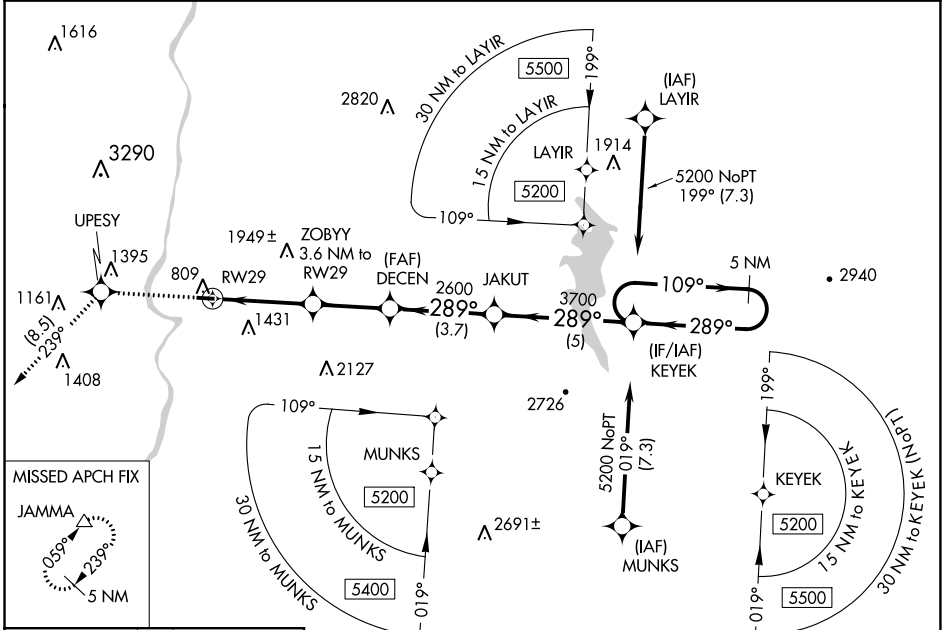 1616
30 NM to LAYIR
5500
199°
(IAF)
LAYIR
2820
15 NM to LAYIR
LAYIR
1914
5200
5200 NoPT
199° (7.3)
3290
109°
UPESY
1949±
ZOBYY
3.6 NM to
RW29
(FAF)
DECEN
5 NM
1395
809
RW29
2600
JAKUT
109°
2940
1161
289°
(3.7)
3700
289°
(5)
289°
(8.5)
239°
1431
(IF/IAF)
KEYEK
1408
2127
2726
109°
199°
5200 NoPT
019°
(7.3)
30 NM to KEYEK (NoPT)
MUNKS
15 NM to MUNKS
5200
KEYEK
15 NM to KEYEK
5200
MISSED APCH FIX
JAMMA
059°
239°
5 NM
30 NM to MUNKS
2691±
(IAF)
MUNKS
5400
019°
5500
019°